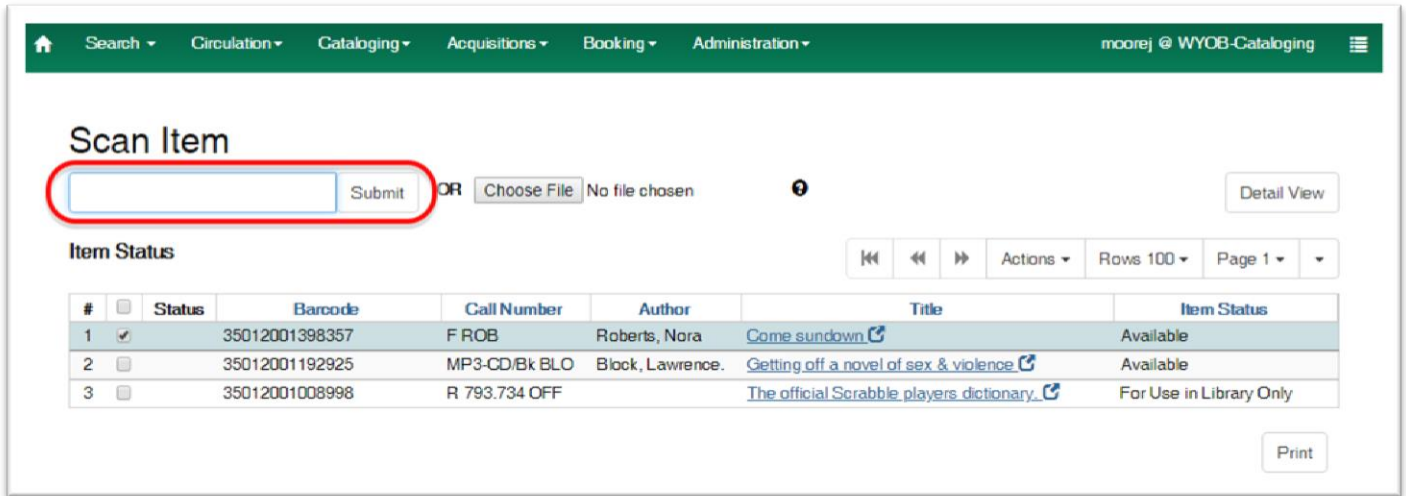 Search Circulation Cataloging Acquisitions Booking Administration moorej @ WYOB-Cataloging
Scan Item
Submit OR Choose File No file chosen ? Detail View
Item Status Actions Rows 100 Page 1
# Status Barcode Call Number Author Title Item Status
1 35012001398357 F ROB Roberts, Nora Come sundown Available
2 35012001192925 MP3-CD/Bk BLO Block, Lawrence. Getting off a novel of sex & violence Available
3 35012001008998 R 793.734 OFF The official Scrabble players dictionary. For Use in Library Only
Print